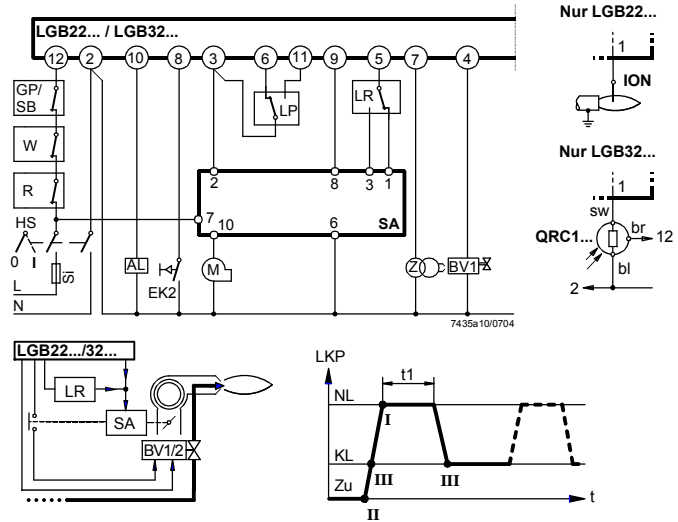 LGB22... / LGB32...
12 2 10 8 3 6 11 9 5 7 4
GP/
SB
LP
LR
W
R
2 8 3 1
7
10 6 SA
HS
0 I
Si
L
N
AL
EK2
M
Z
BV1
7435a10/0704
Nur LGB22...
1
ION
Nur LGB32...
1
sw
QRC1...
br
12
bl
2
LGB22.../32...
LR
SA
BV1/2
LKP
t1
NL
I
KL
III III
Zu
II
t